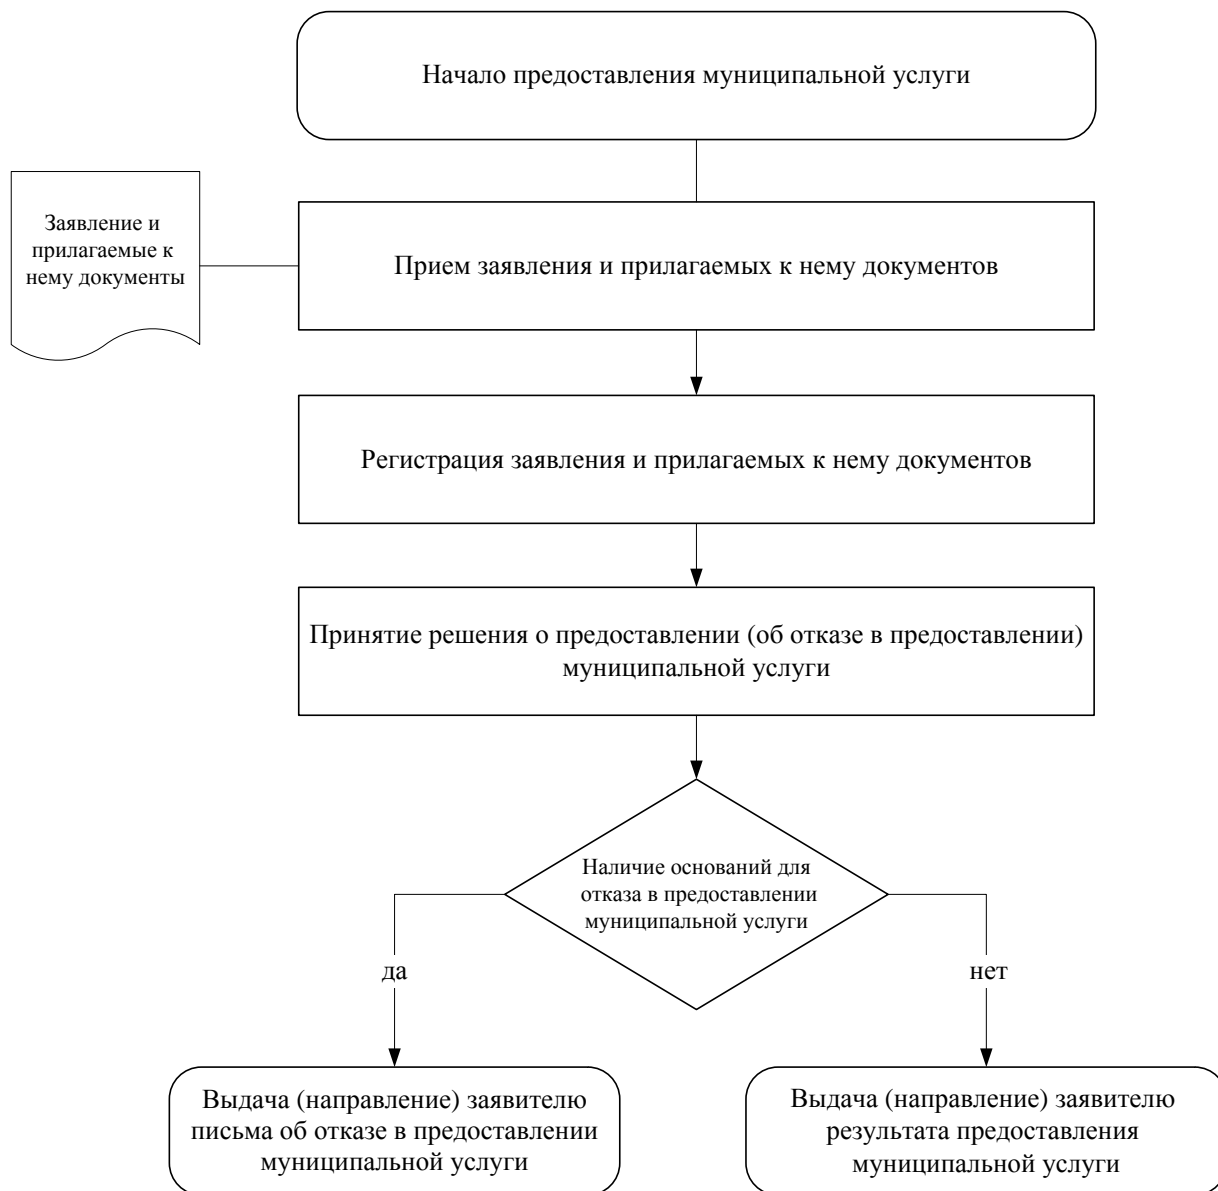 Начало предоставления муниципальной услуги
Заявление и
прилагаемые к
нему документы
Прием заявления и прилагаемых к нему документов
Регистрация заявления и прилагаемых к нему документов
Принятие решения о предоставлении (об отказе в предоставлении)
муниципальной услуги
Наличие оснований для
отказа в предоставлении
муниципальной услуги
да
нет
Выдача (направление) заявителю
письма об отказе в предоставлении
муниципальной услуги
Выдача (направление) заявителю
результата предоставления
муниципальной услуги